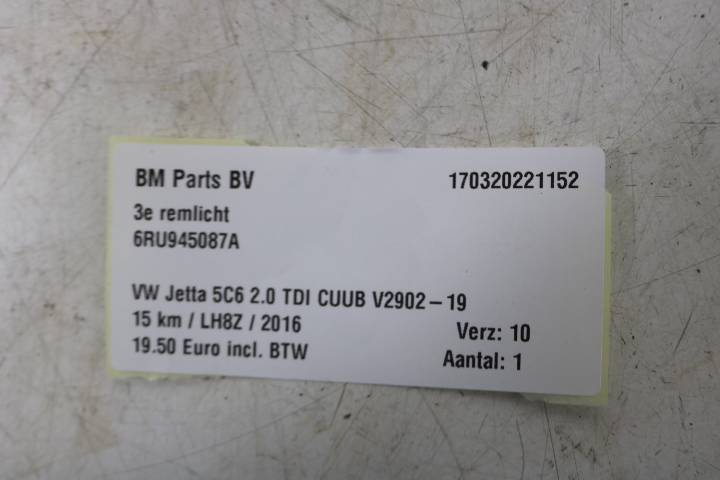 BM Parts BV 170320221152
3e remlicht
6RU945087A
VW Jetta 5C6 2.0 TDI CUUB V2902 – 19
15 km / LH8Z / 2016 Verz: 10
19.50 Euro incl. BTW Aantal: 1